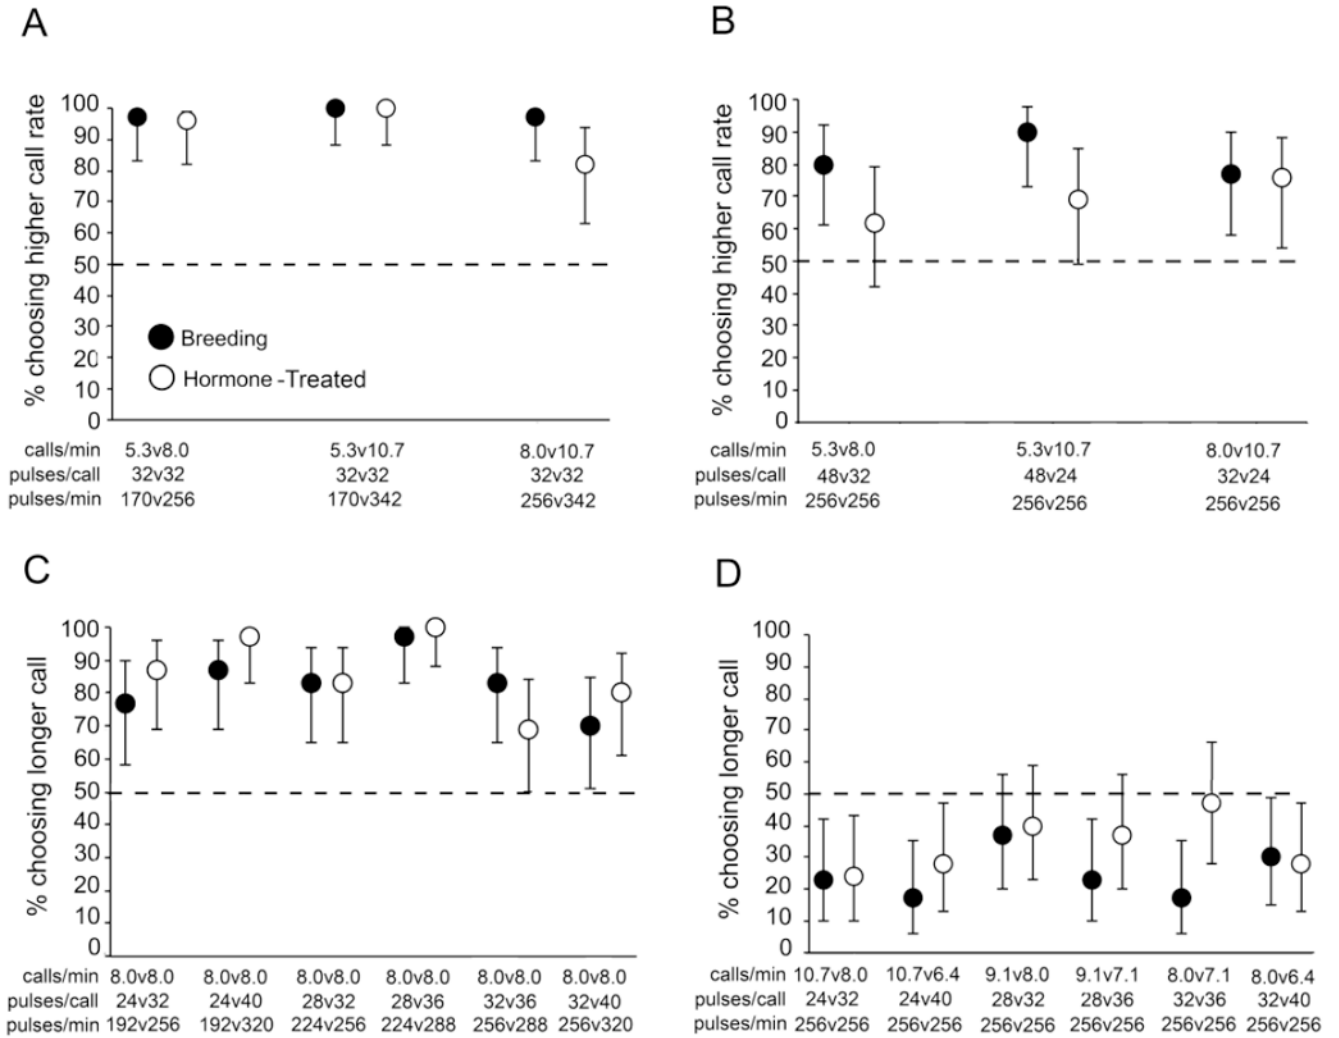 A
% choosing higher call rate
100
90
80
70
60
50
40
30
20
10
0
Breeding
Hormone -Treated
calls/min 5.3v8.0 5.3v10.7 8.0v10.7
pulses/call 32v32 32v32 32v32
pulses/min 170v256 170v342 256v342
B
% choosing higher call rate
100
90
80
70
60
50
40
30
20
10
0
calls/min 5.3v8.0 5.3v10.7 8.0v10.7
pulses/call 48v32 48v24 32v24
pulses/min 256v256 256v256 256v256
C
% choosing longer call
100
90
80
70
60
50
40
30
20
10
0
calls/min 8.0v8.0 8.0v8.0 8.0v8.0 8.0v8.0 8.0v8.0 8.0v8.0
pulses/call 24v32 24v40 28v32 28v36 32v36 32v40
pulses/min 192v256 192v320 224v256 224v288 256v288 256v320
D
% choosing longer call
100
90
80
70
60
50
40
30
20
10
0
calls/min 10.7v8.0 10.7v6.4 9.1v8.0 9.1v7.1 8.0v7.1 8.0v6.4
pulses/call 24v32 24v40 28v32 28v36 32v36 32v40
pulses/min 256v256 256v256 256v256 256v256 256v256 256v256